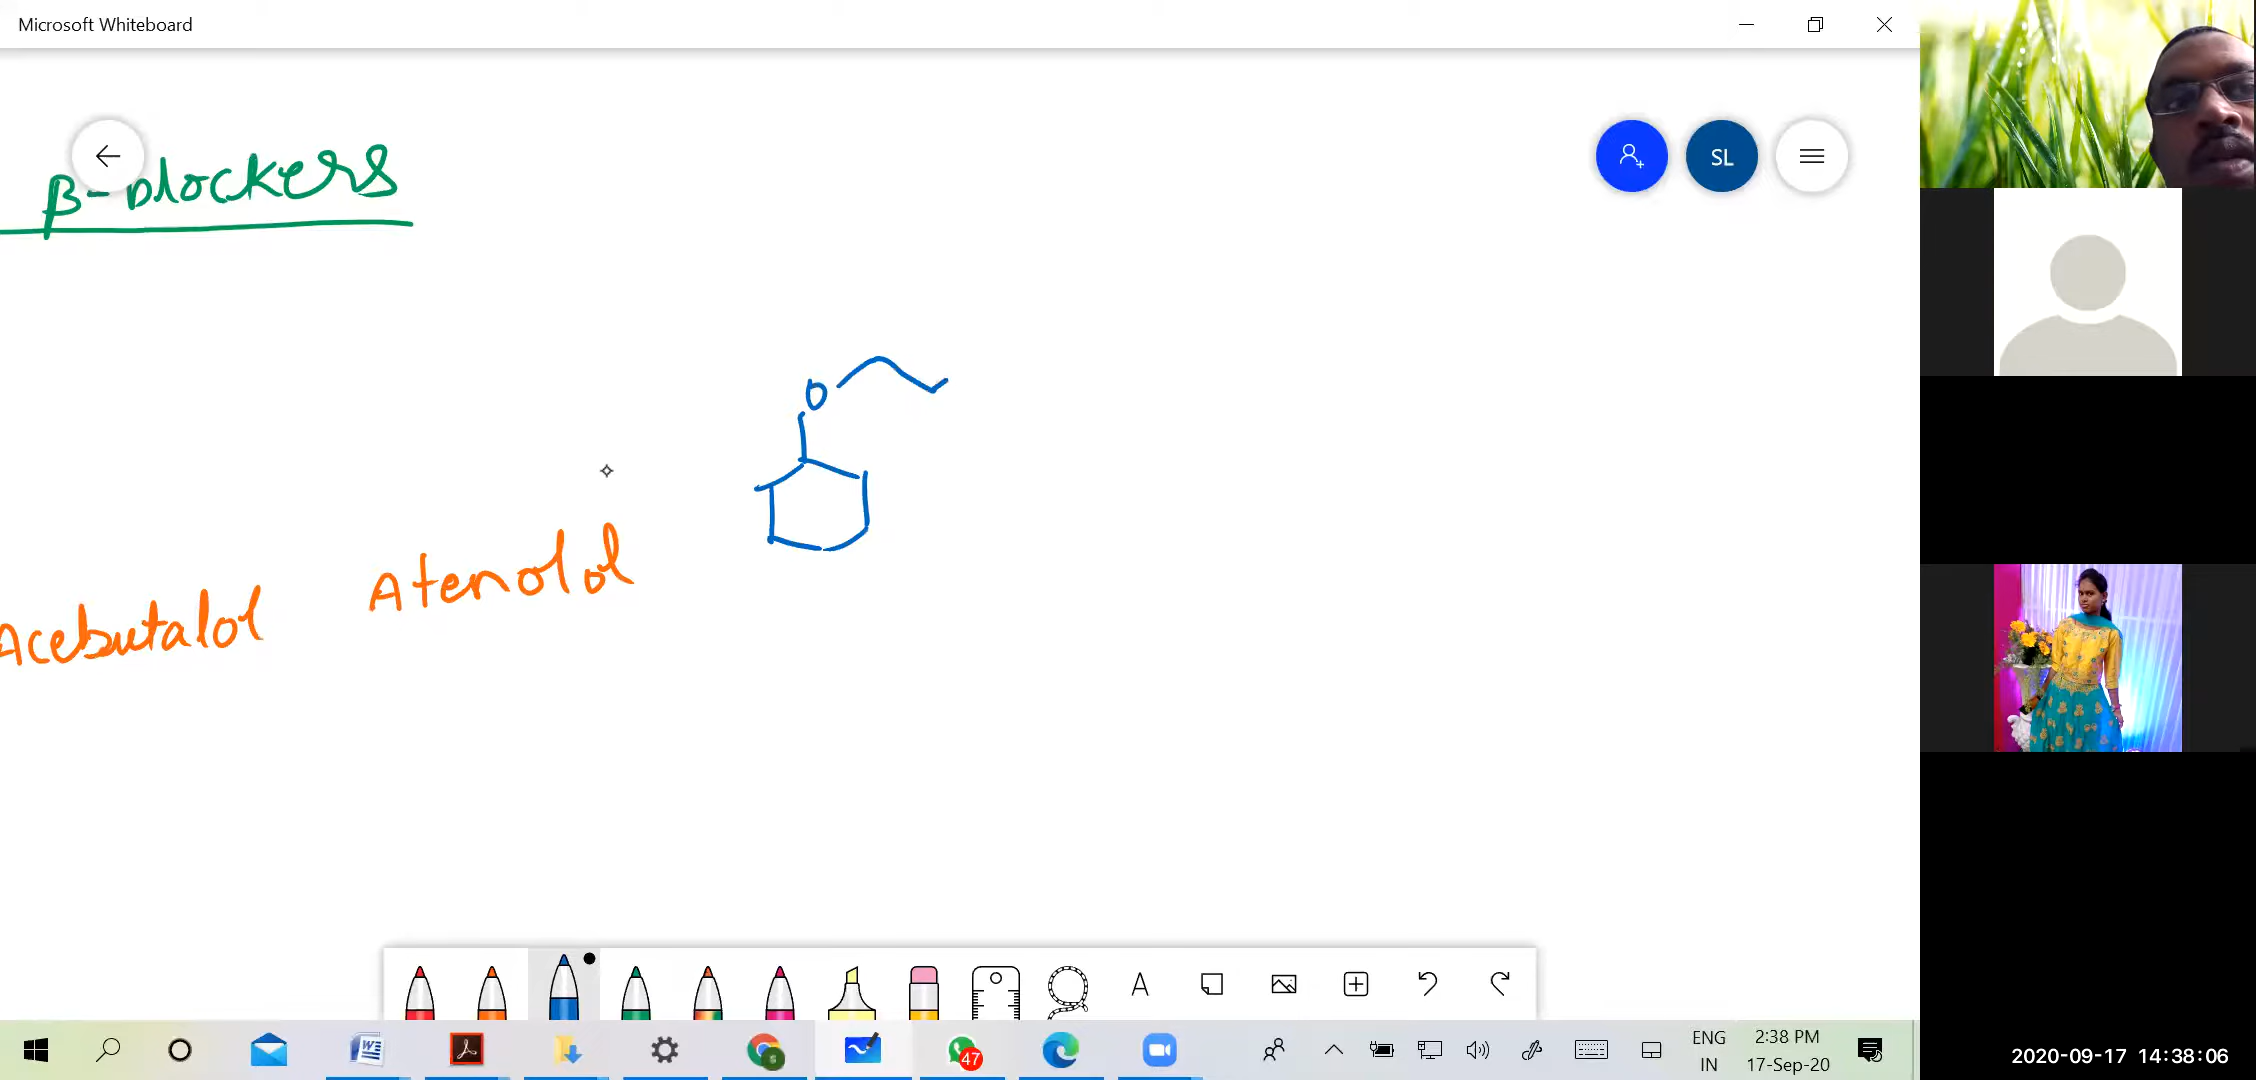 Microsoft Whiteboard
β-blockers
SL
O
Atenolol
Acebutalol
A
W
S
47
ENG
IN
2:38 PM
17-Sep-20
2020-09-17 14:38:06